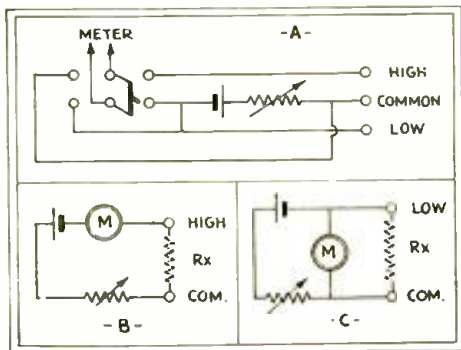 METER
-A-
HIGH
COMMON
LOW
M
HIGH
Rx
COM.
-B-
LOW
M
Rx
COM.
-C-